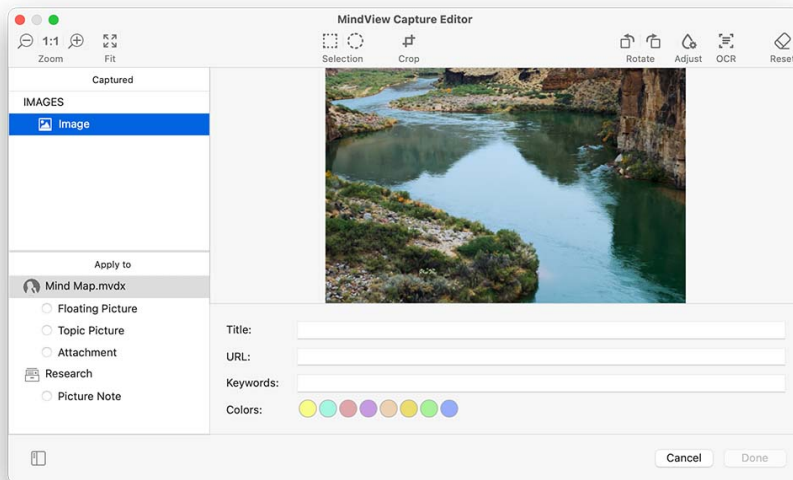 MindView Capture Editor
1:1
Zoom
Fit
Selection
Crop
Rotate
Adjust
OCR
Reset
Captured
IMAGES
Image
Apply to
Mind Map.mvdx
Floating Picture
Topic Picture
Attachment
Research
Picture Note
Title:
URL:
Keywords:
Colors:
Cancel
Done